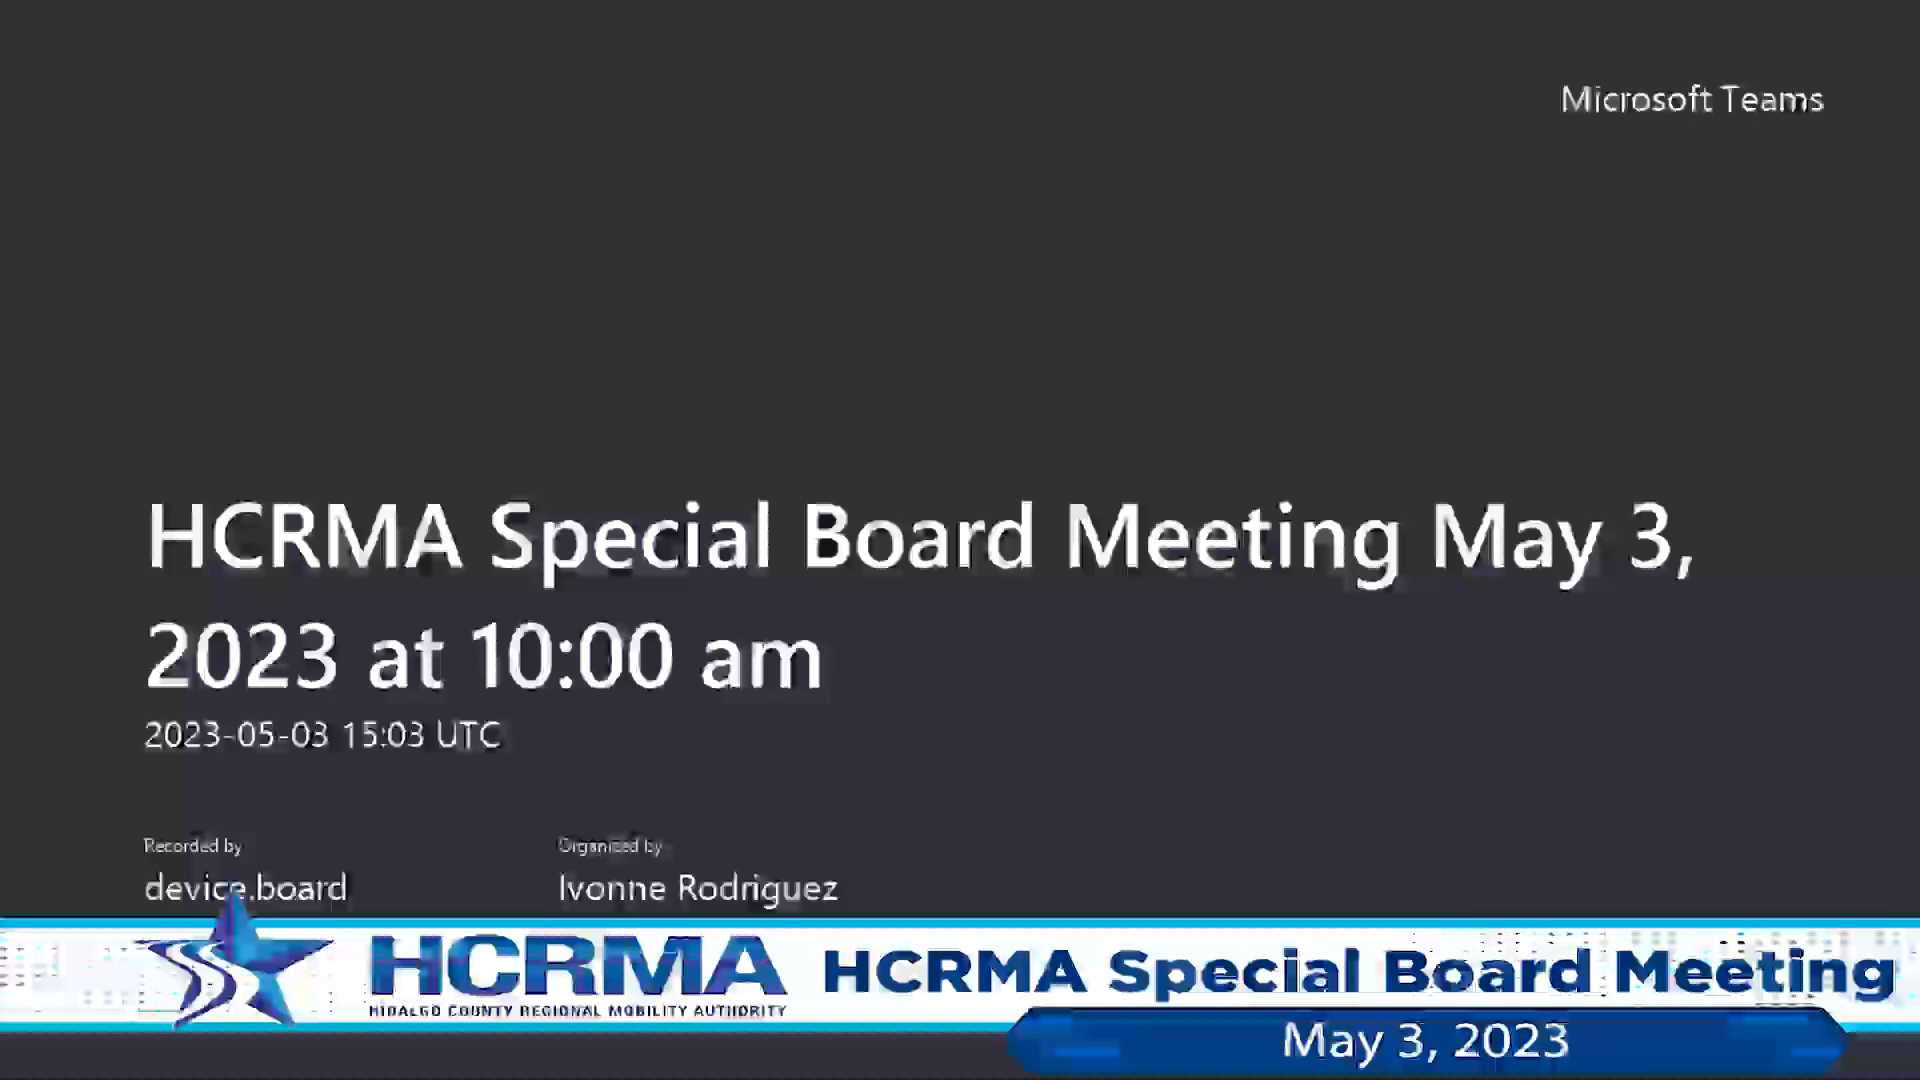 Microsoft Teams
HCRMA Special Board Meeting May 3,
2023 at 10:00 am
2023-05-03 15:03 UTC
Recorded by
Organized by
device.board
Ivonne Rodriguez
HCRMA
HIDALGO COUNTY REGIONAL MOBILITY AUTHORITY
HCRMA Special Board Meeting
May 3, 2023